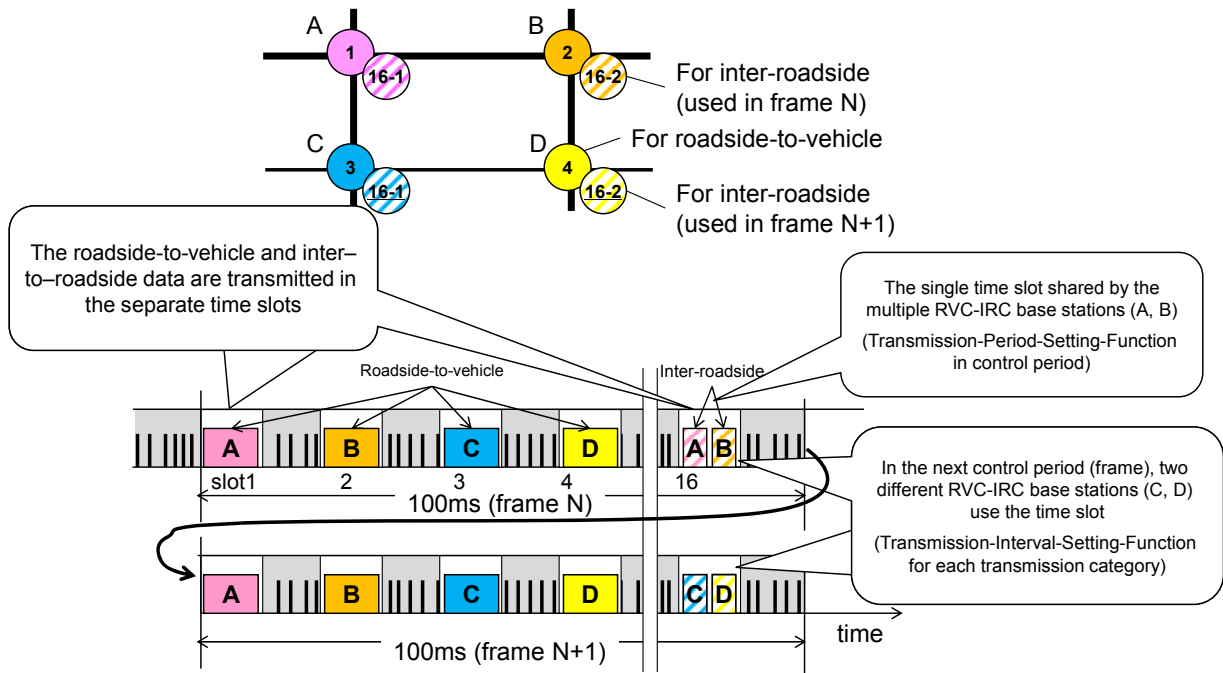 A
B
1
2
16-1
16-2
For inter-roadside
(used in frame N)
C
D
For roadside-to-vehicle
3
4
16-1
16-2
For inter-roadside
(used in frame N+1)
The roadside-to-vehicle and inter–
to–roadside data are transmitted in
the separate time slots
The single time slot shared by the
multiple RVC-IRC base stations (A, B)
(Transmission-Period-Setting-Function
in control period)
Roadside-to-vehicle
Inter-roadside
A
B
C
D
A
B
slot1
2
3
4
16
100ms (frame N)
In the next control period (frame), two
different RVC-IRC base stations (C, D)
use the time slot
(Transmission-Interval-Setting-Function
for each transmission category)
A
B
C
D
C
D
time
100ms (frame N+1)